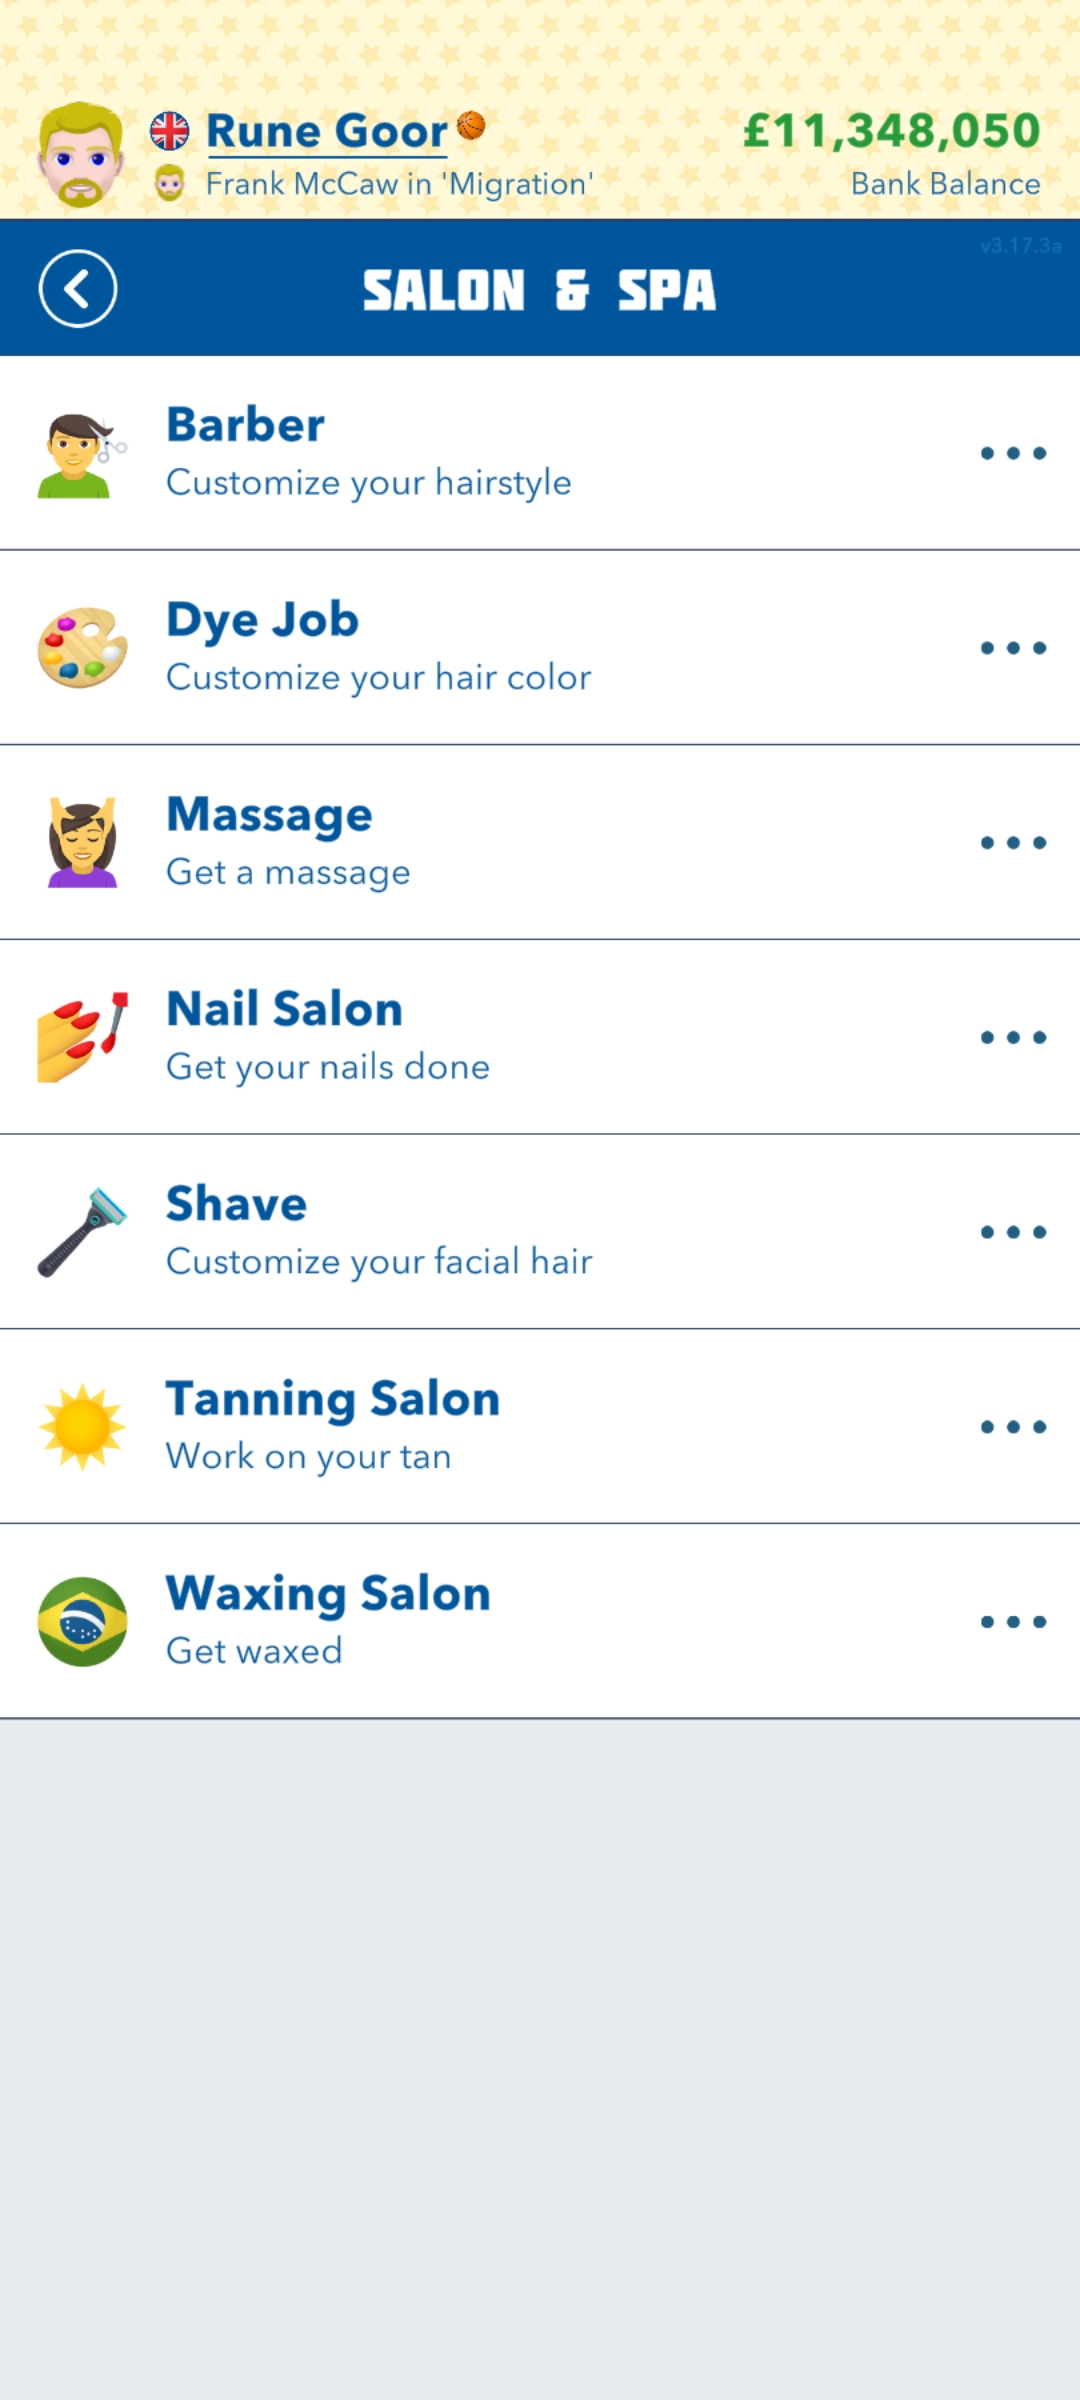 Rune Goor
£11,348,050
Frank McCaw in 'Migration'
Bank Balance
v3.17.3a
SALON & SPA
Barber
Customize your hairstyle
Dye Job
Customize your hair color
Massage
Get a massage
Nail Salon
Get your nails done
Shave
Customize your facial hair
Tanning Salon
Work on your tan
Waxing Salon
Get waxed